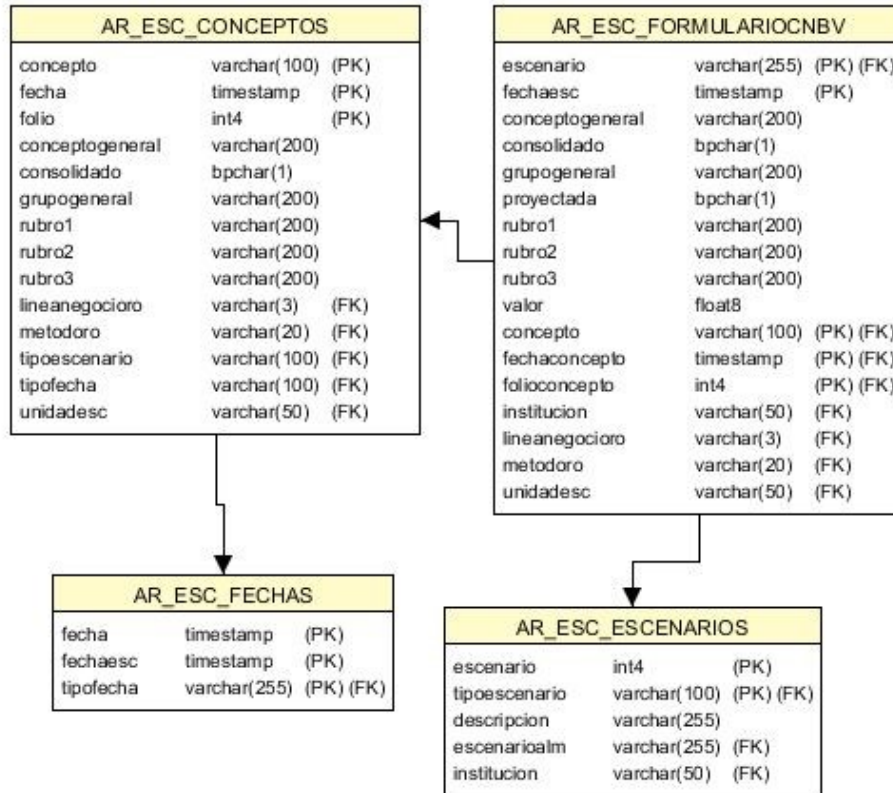 AR_ESC_CONCEPTOS
concepto varchar(100) (PK)
fecha timestamp (PK)
folio int4 (PK)
conceptogeneral varchar(200)
consolidado bpchar(1)
grupogeneral varchar(200)
rubro1 varchar(200)
rubro2 varchar(200)
rubro3 varchar(200)
lineanegocioro varchar(3) (FK)
metodoro varchar(20) (FK)
tipoescenario varchar(100) (FK)
tipofecha varchar(100) (FK)
unidadesc varchar(50) (FK)
AR_ESC_FORMULARIOCNBV
escenario varchar(255) (PK) (FK)
fechaesc timestamp (PK)
conceptogeneral varchar(200)
consolidado bpchar(1)
grupogeneral varchar(200)
proyectada bpchar(1)
rubro1 varchar(200)
rubro2 varchar(200)
rubro3 varchar(200)
valor float8
concepto varchar(100) (PK) (FK)
fechaconcepto timestamp (PK) (FK)
folioconcepto int4 (PK) (FK)
institucion varchar(50) (FK)
lineanegocioro varchar(3) (FK)
metodoro varchar(20) (FK)
unidadesc varchar(50) (FK)
AR_ESC_FECHAS
fecha timestamp (PK)
fechaesc timestamp (PK)
tipofecha varchar(255) (PK) (FK)
AR_ESC_ESCENARIOS
escenario int4 (PK)
tipoescenario varchar(100) (PK) (FK)
descripcion varchar(255)
escenarioalm varchar(255) (FK)
institucion varchar(50) (FK)